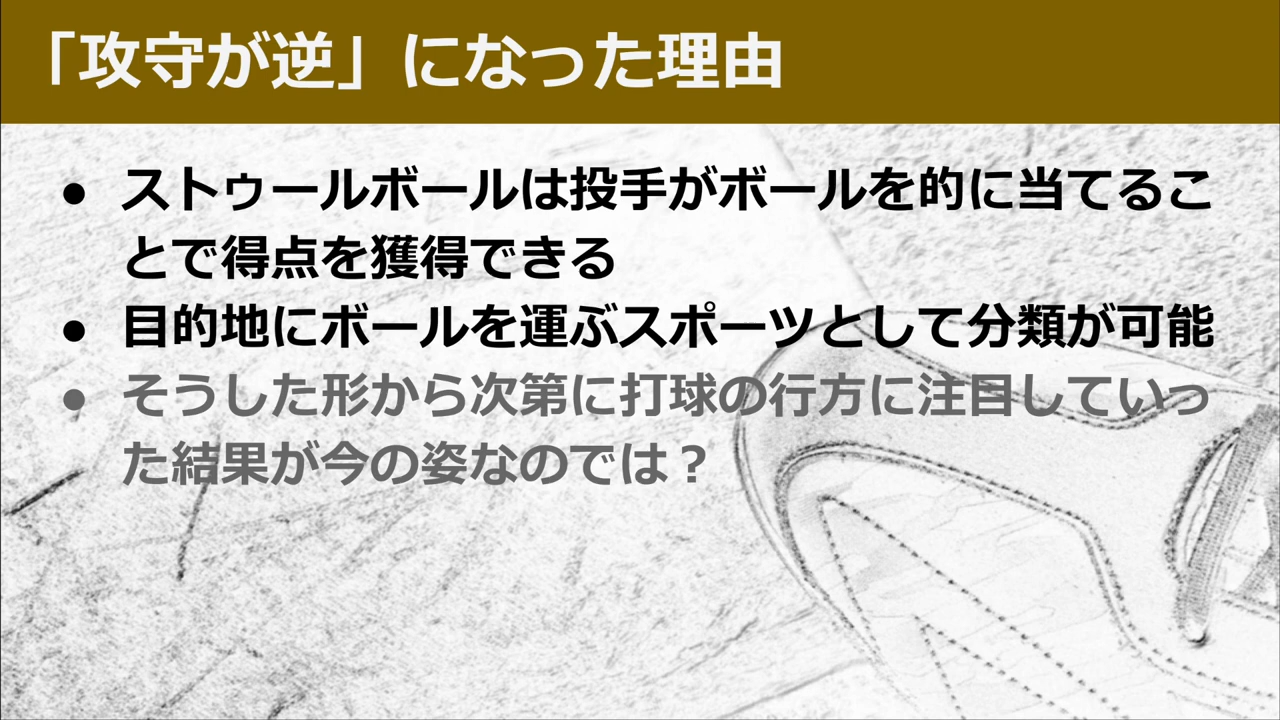 「攻守が逆」になった理由
● ストゥールボールは投手がボールを的に当てるこ
とで得点を獲得できる
● 目的地にボールを運ぶスポーツとして分類が可能
● そうした形から次第に打球の行方に注目していっ
た結果が今の姿なのでは？